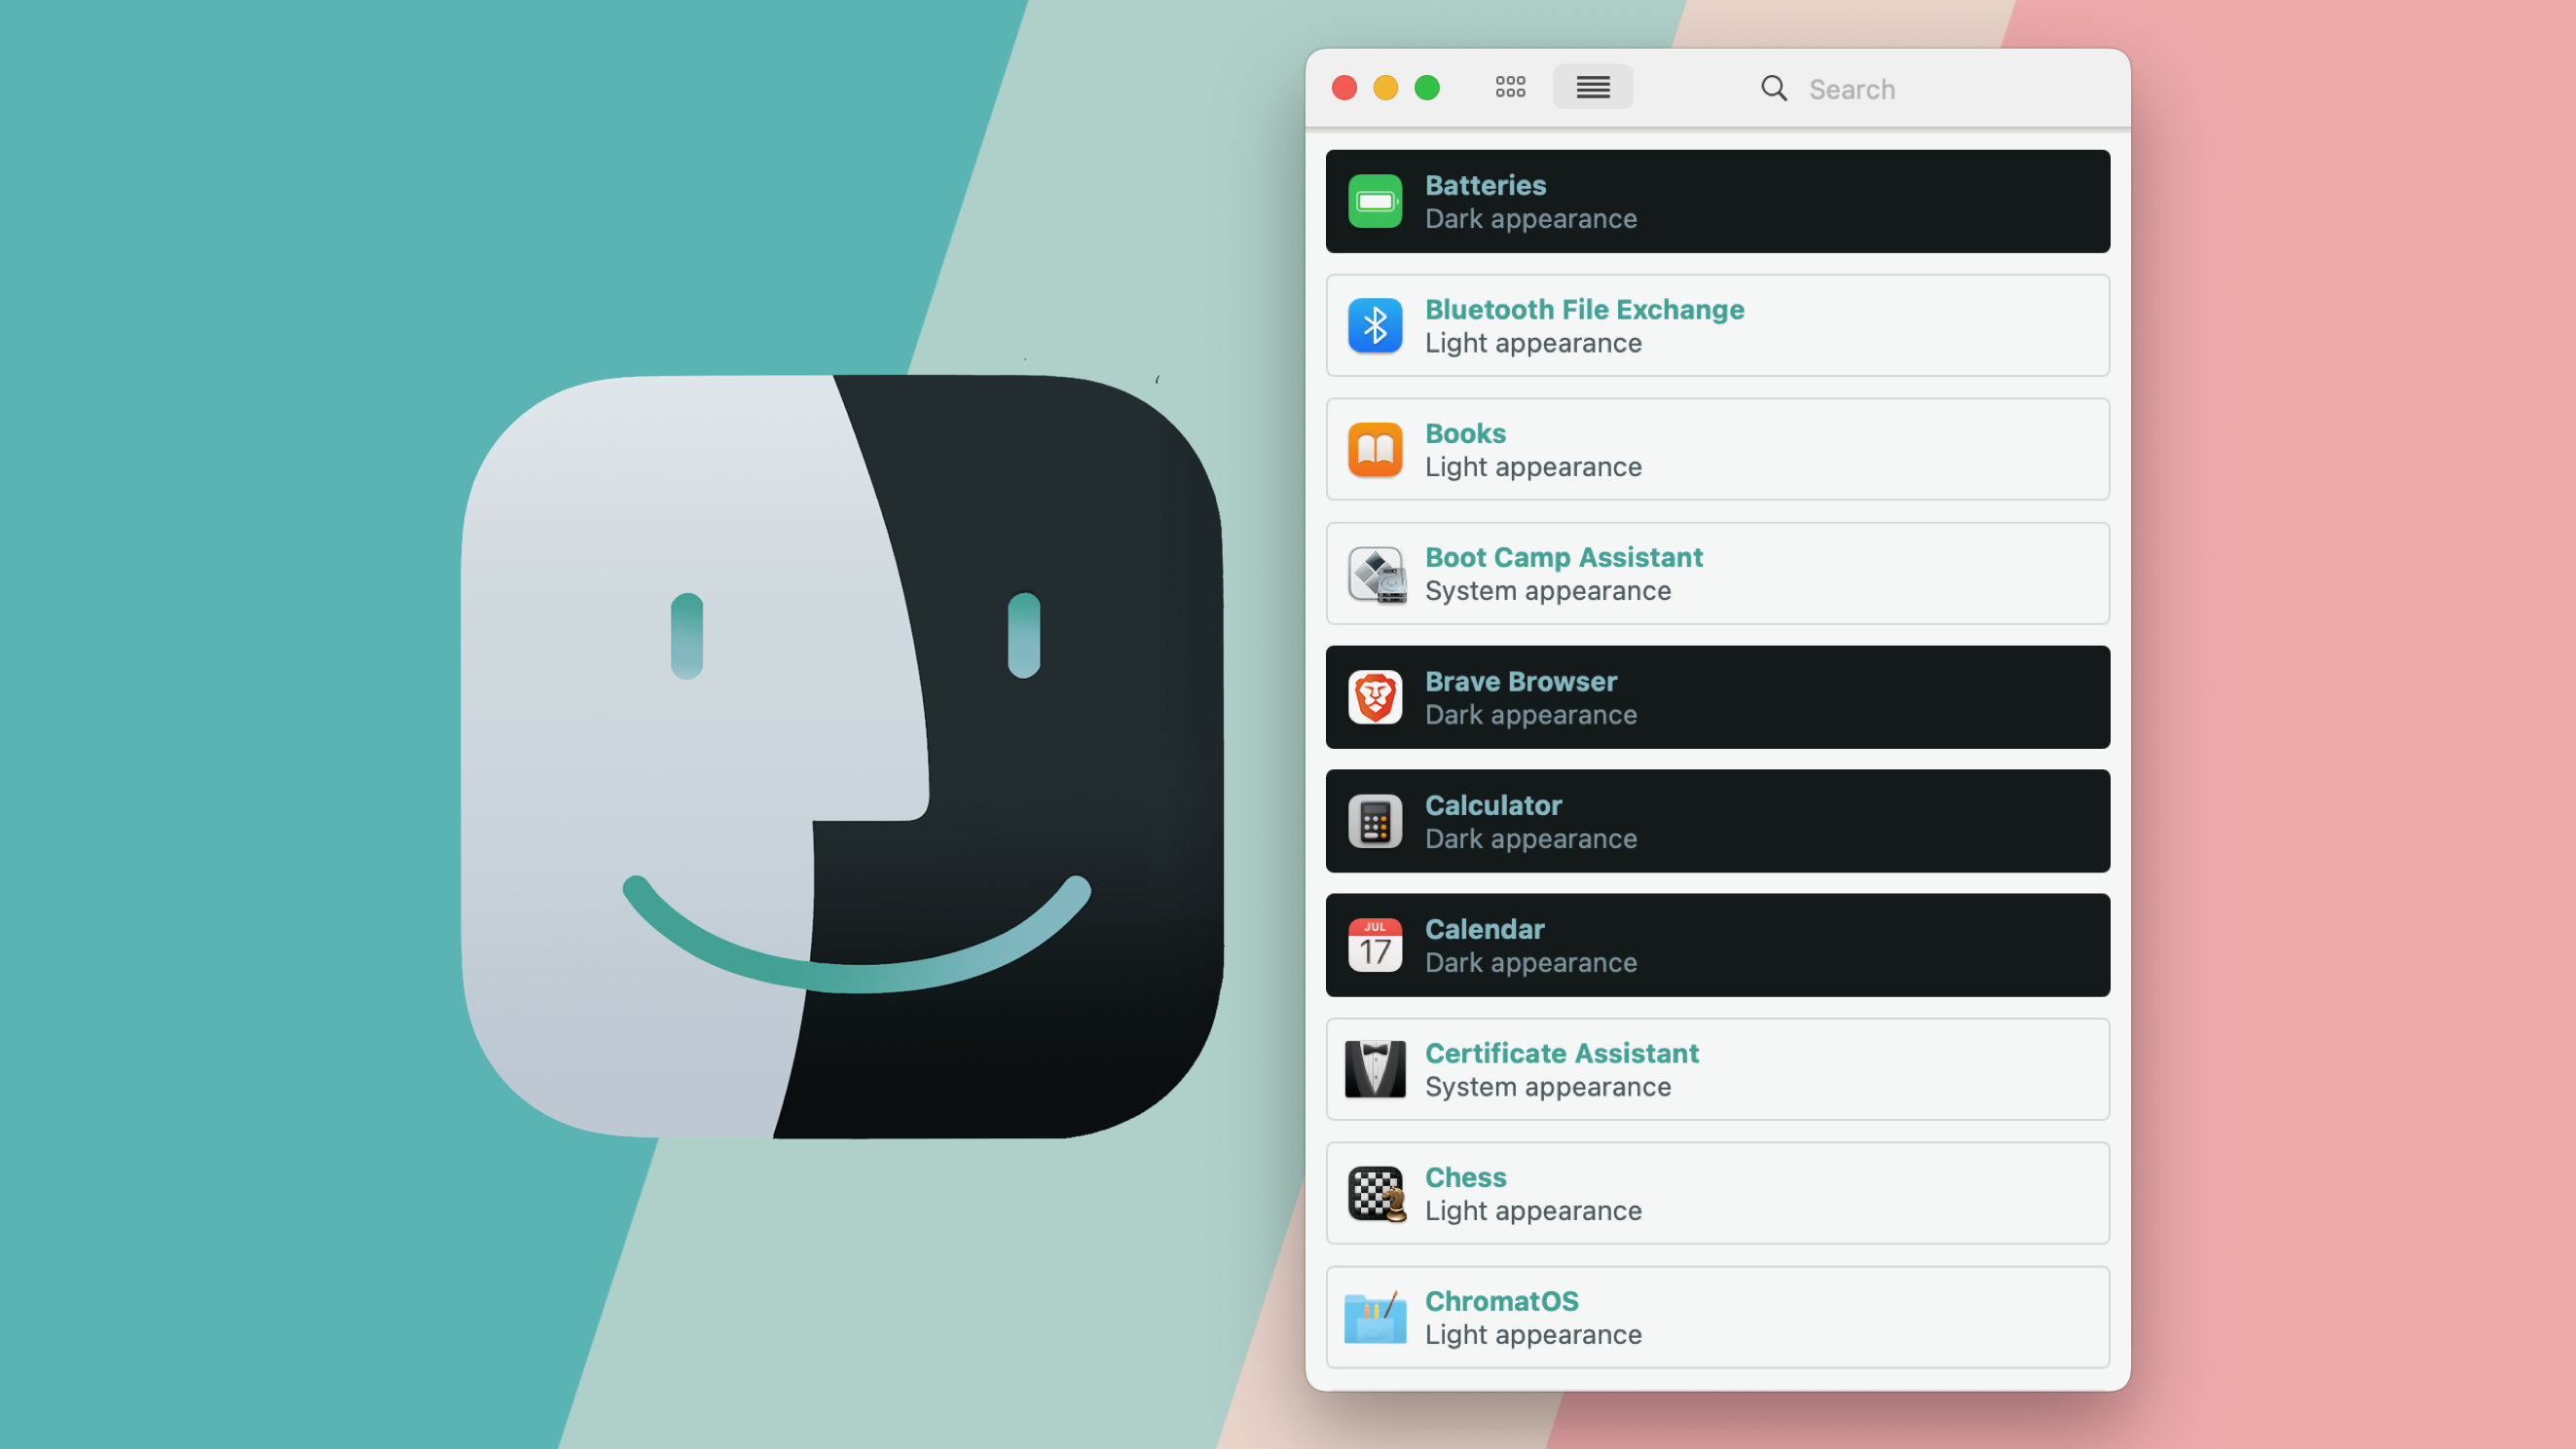 Search
Batteries
Dark appearance
Bluetooth File Exchange
Light appearance
Books
Light appearance
Boot Camp Assistant
System appearance
Brave Browser
Dark appearance
Calculator
Dark appearance
JUL
17
Calendar
Dark appearance
Certificate Assistant
System appearance
Chess
Light appearance
ChromatOS
Light appearance